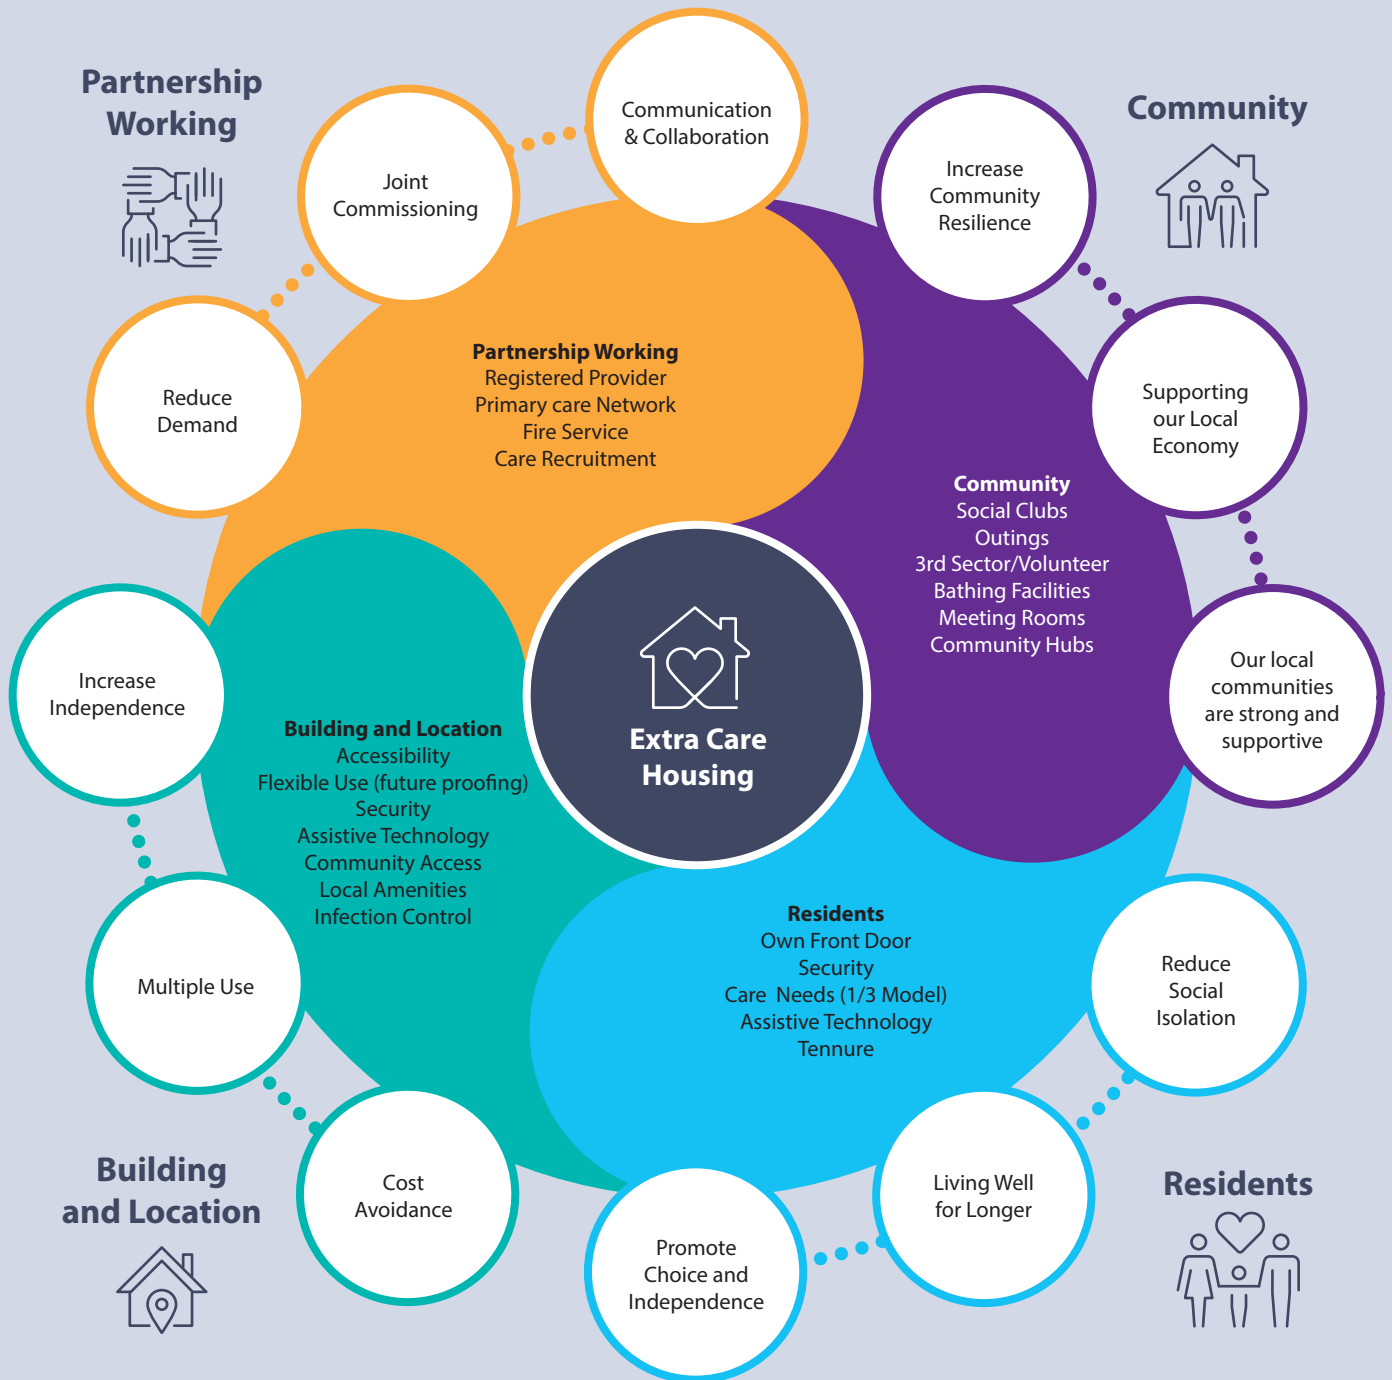 Partnership
Working
Communication
& Collaboration
Joint
Commissioning
Reduce
Demand
Community
Increase
Community
Resilience
Supporting
our Local
Economy
Our local
communities
are strong and
supportive
Partnership Working
Registered Provider
Primary care Network
Fire Service
Care Recruitment
Community
Social Clubs
Outings
3rd Sector/Volunteer
Bathing Facilities
Meeting Rooms
Community Hubs
Extra Care
Housing
Building and Location
Accessibility
Flexible Use (future proofing)
Security
Assistive Technology
Community Access
Local Amenities
Infection Control
Residents
Own Front Door
Security
Care Needs (1/3 Model)
Assistive Technology
Tennure
Increase
Independence
Multiple Use
Cost
Avoidance
Building
and Location
Reduce
Social
Isolation
Living Well
for Longer
Promote
Choice and
Independence
Residents